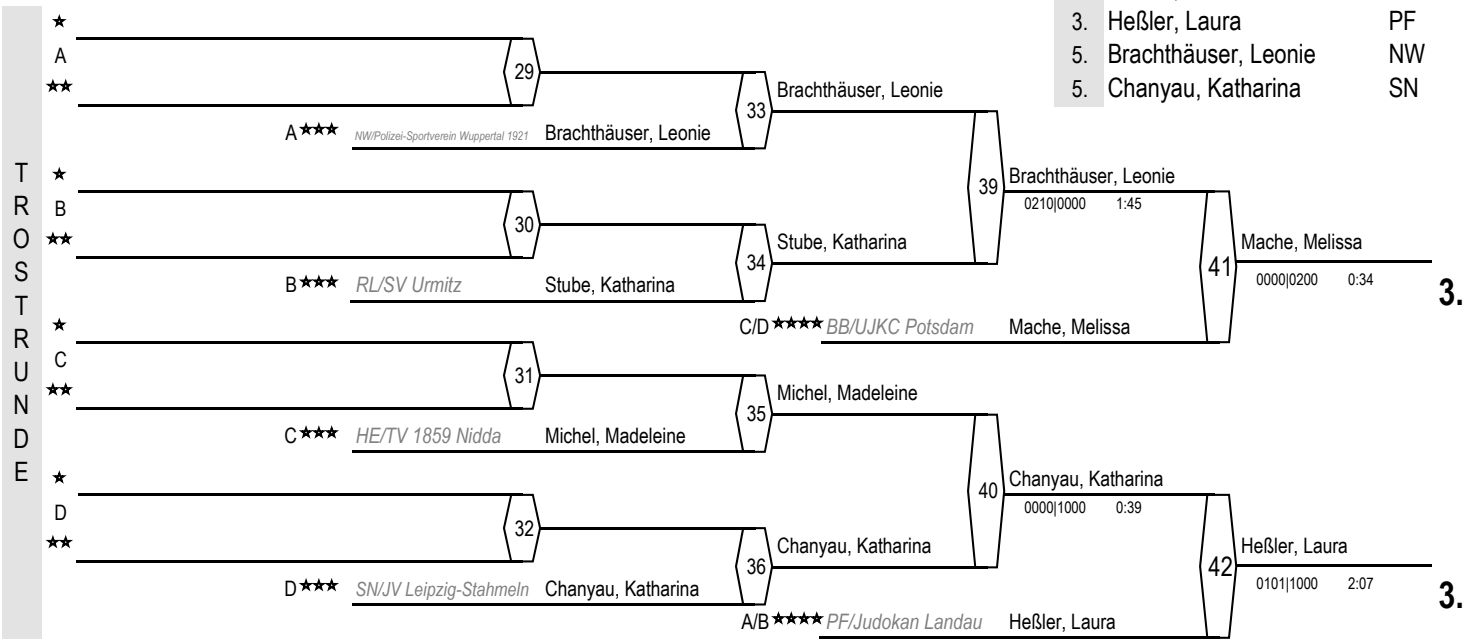 3. Heßler, Laura PF
5. Brachthäuser, Leonie NW
5. Chanyau, Katharina SN
TROSTRUNDE
A
29
A NW/Polizei-Sportverein Wuppertal 1921 Brachthäuser, Leonie
33
Brachthäuser, Leonie
B
30
B RL/SV Urmitz Stube, Katharina
34
Stube, Katharina
39
Brachthäuser, Leonie
0210|0000 1:45
C/D BB/UJKC Potsdam Mache, Melissa
41
Mache, Melissa
0000|0200 0:34
3.
C
31
C HE/TV 1859 Nidda Michel, Madeleine
35
Michel, Madeleine
D
32
D SN/JV Leipzig-Stahmeln Chanyau, Katharina
36
Chanyau, Katharina
40
Chanyau, Katharina
0000|1000 0:39
A/B PF/Judokan Landau Heßler, Laura
42
Heßler, Laura
0101|1000 2:07
3.